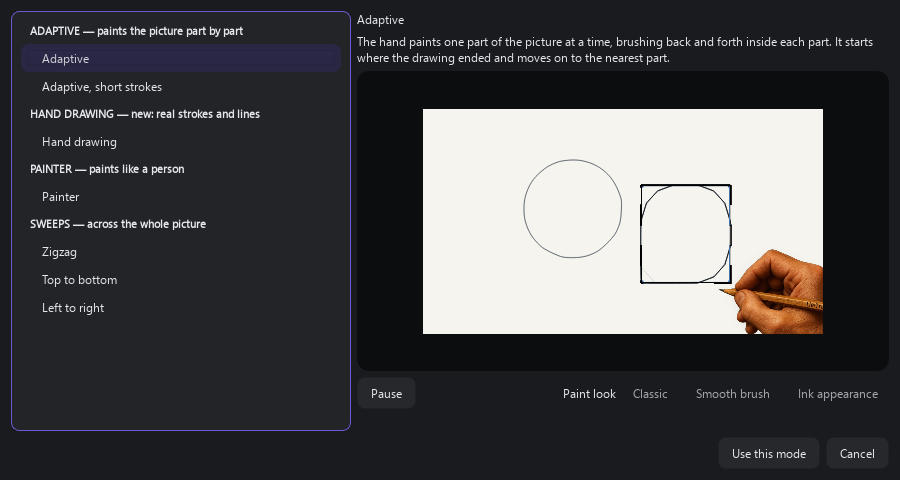 ADAPTIVE — paints the picture part by part
Adaptive
Adaptive, short strokes
HAND DRAWING — new: real strokes and lines
Hand drawing
PAINTER — paints like a person
Painter
SWEEPS — across the whole picture
Zigzag
Top to bottom
Left to right
Adaptive
The hand paints one part of the picture at a time, brushing back and forth inside each part. It starts
where the drawing ended and moves on to the nearest part.
Pause
Paint look
Classic
Smooth brush
Ink appearance
Use this mode
Cancel